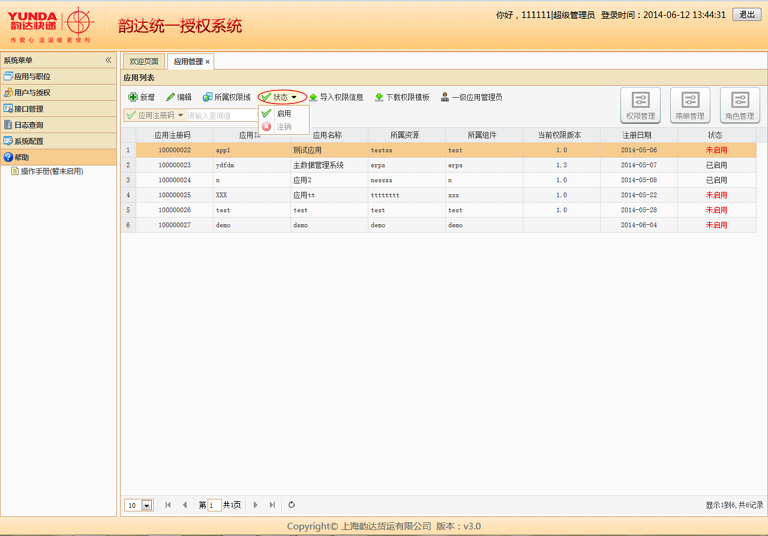 YUNDA
韵达快递
传爱心 送温暖 更便利
韵达统一授权系统
你好，111111|超级管理员 登录时间：2014-06-12 13:44:31 退出
系统菜单
应用与职位
用户与授权
接口管理
日志查询
系统配置
帮助
操作手册(暂未启用)
欢迎页面 应用管理
应用列表
新增 编辑 所属权限域 状态 导入权限信息 下载权限模板 一级应用管理员
启用
注销
应用注册码 请输入查询值
权限管理 菜单管理 角色管理
应用注册码 应用 应用名称 所属资源 所属组件 当前权限版本 注册日期 状态
1 100000022 app1 测试应用 testss test 1.0 2014-05-06 未启用
2 100000023 ydfdm 主数据管理系统 erps erps 1.3 2014-05-07 已启用
3 100000024 n 应用2 nessss n 2014-05-08 已启用
4 100000025 XXX 应用tt tttttttt xxx 1.0 2014-05-22 未启用
5 100000026 test test test test 1.0 2014-05-28 未启用
6 100000027 demo demo demo demo 2014-06-04 未启用
10 第 1 共1页 显示1到6, 共6记录
Copyright© 上海韵达货运有限公司 版本：v3.0